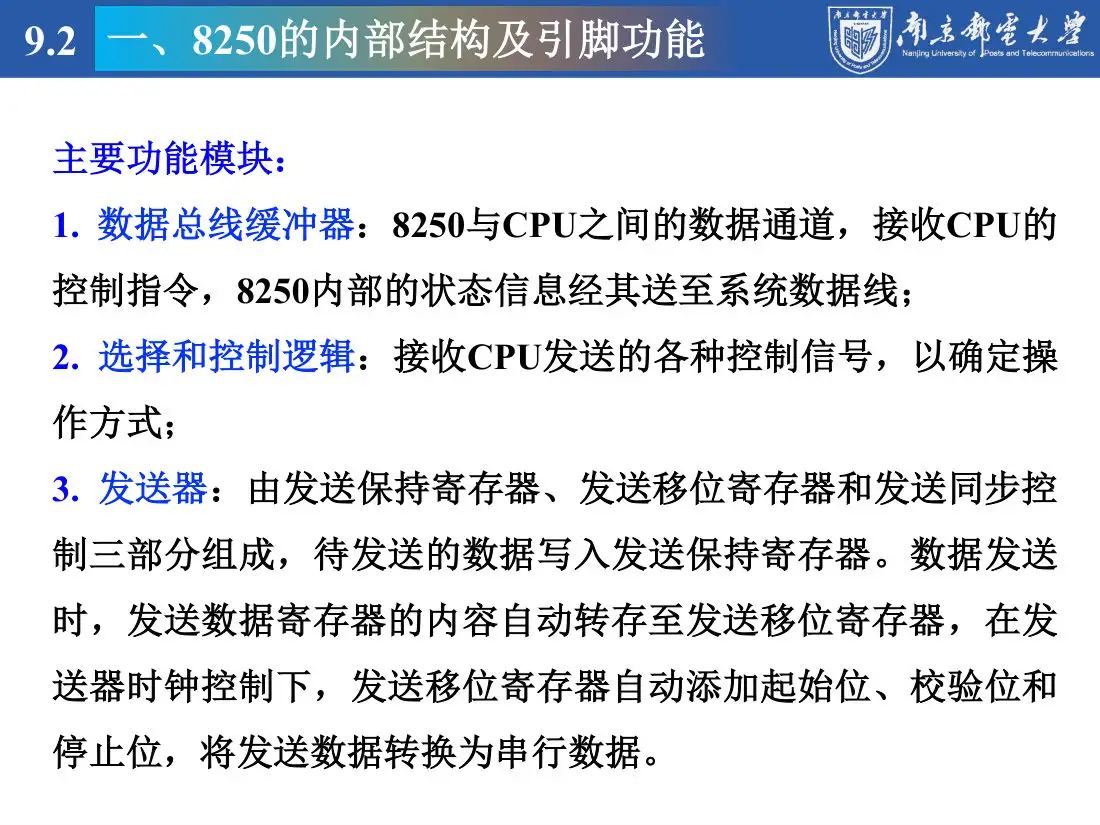 9.2 一、8250的内部结构及引脚功能
南京邮电大学
Nanjing University of Posts and Telecommunications
主要功能模块：
1. 数据总线缓冲器：8250与CPU之间的数据通道，接收CPU的
控制指令，8250内部的状态信息经其送至系统数据线；
2. 选择和控制逻辑：接收CPU发送的各种控制信号，以确定操
作方式；
3. 发送器：由发送保持寄存器、发送移位寄存器和发送同步控
制三部分组成，待发送的数据写入发送保持寄存器。数据发送
时，发送数据寄存器的内容自动转存至发送移位寄存器，在发
送器时钟控制下，发送移位寄存器自动添加起始位、校验位和
停止位，将发送数据转换为串行数据。